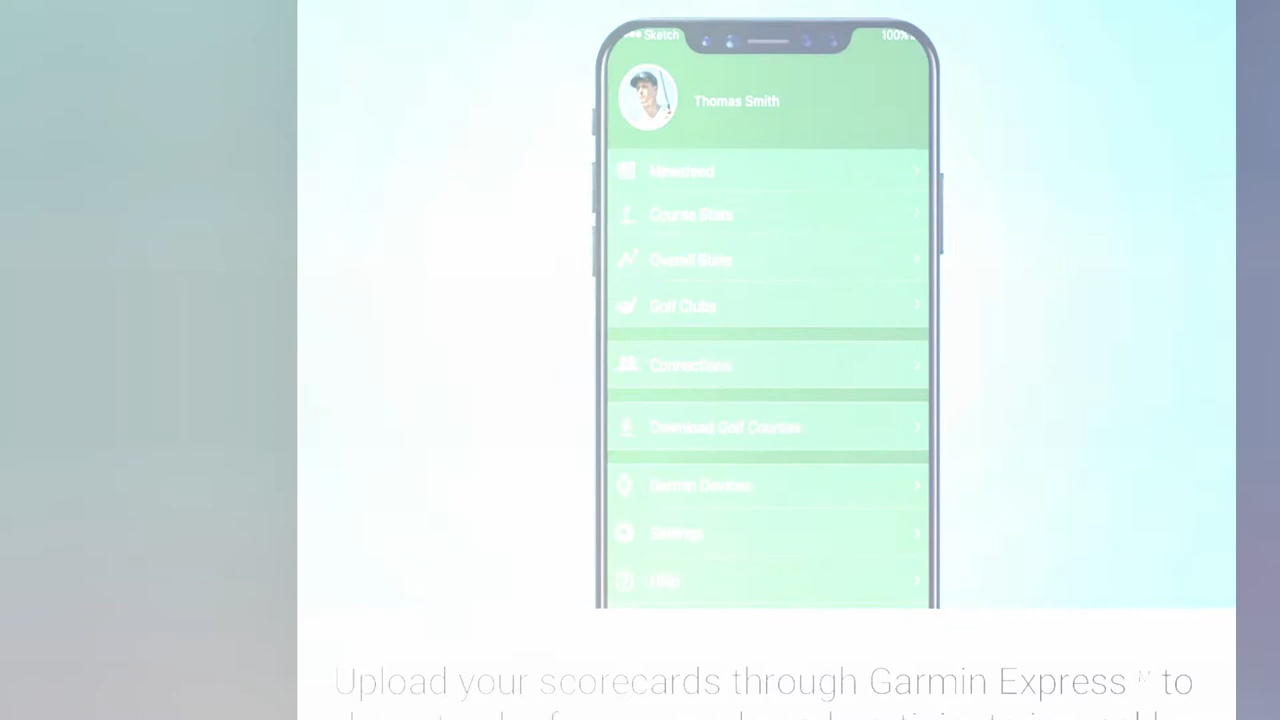 Sketch 100%
Thomas Smith
Newsfeed
Course Stats
Overall Stats
Golf Clubs
Connections
Download Golf Courses
Garmin Devices
Settings
Help
Upload your scorecards through Garmin Express ᴹ to